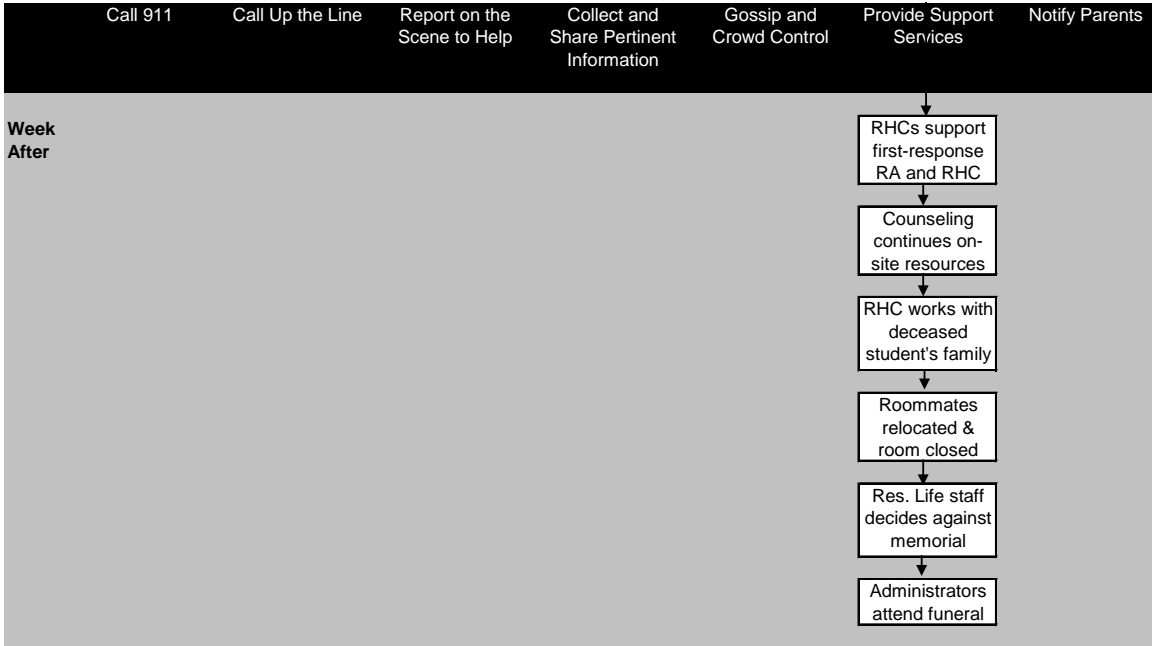 Call 911
Call Up the Line
Report on the
Scene to Help
Collect and
Share Pertinent
Information
Gossip and
Crowd Control
Provide Support
Services
Notify Parents
Week
After
RHCs support
first-response
RA and RHC
Counseling
continues on-
site resources
RHC works with
deceased
student's family
Roommates
relocated &
room closed
Res. Life staff
decides against
memorial
Administrators
attend funeral